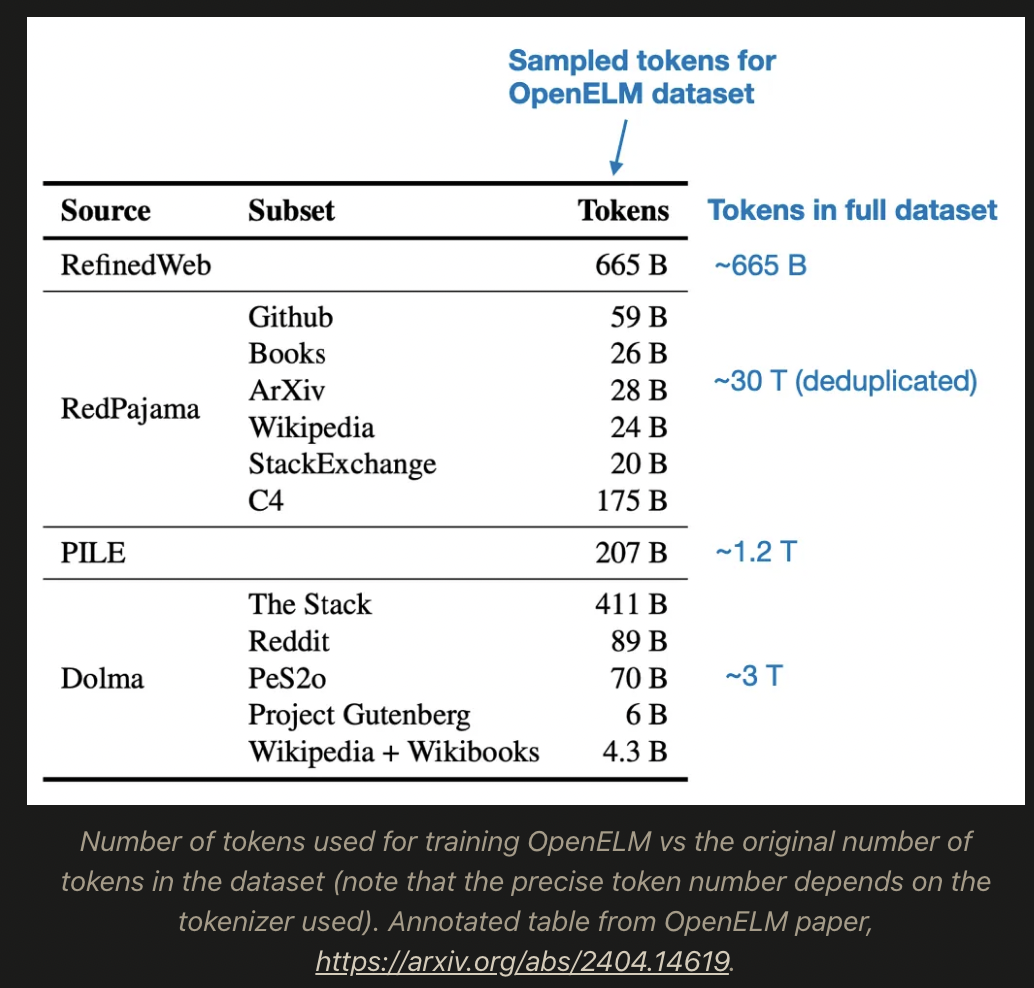 Sampled tokens for
OpenELM dataset
Source Subset Tokens Tokens in full dataset
RefinedWeb 665 B ~665 B
Github 59 B
Books 26 B
ArXiv 28 B ~30 T (deduplicated)
RedPajama
Wikipedia 24 B
StackExchange 20 B
C4 175 B
PILE 207 B ~1.2 T
The Stack 411 B
Reddit 89 B
Dolma PeS2o 70 B ~3 T
Project Gutenberg 6 B
Wikipedia + Wikibooks 4.3 B
Number of tokens used for training OpenELM vs the original number of
tokens in the dataset (note that the precise token number depends on the
tokenizer used). Annotated table from OpenELM paper,
https://arxiv.org/abs/2404.14619.